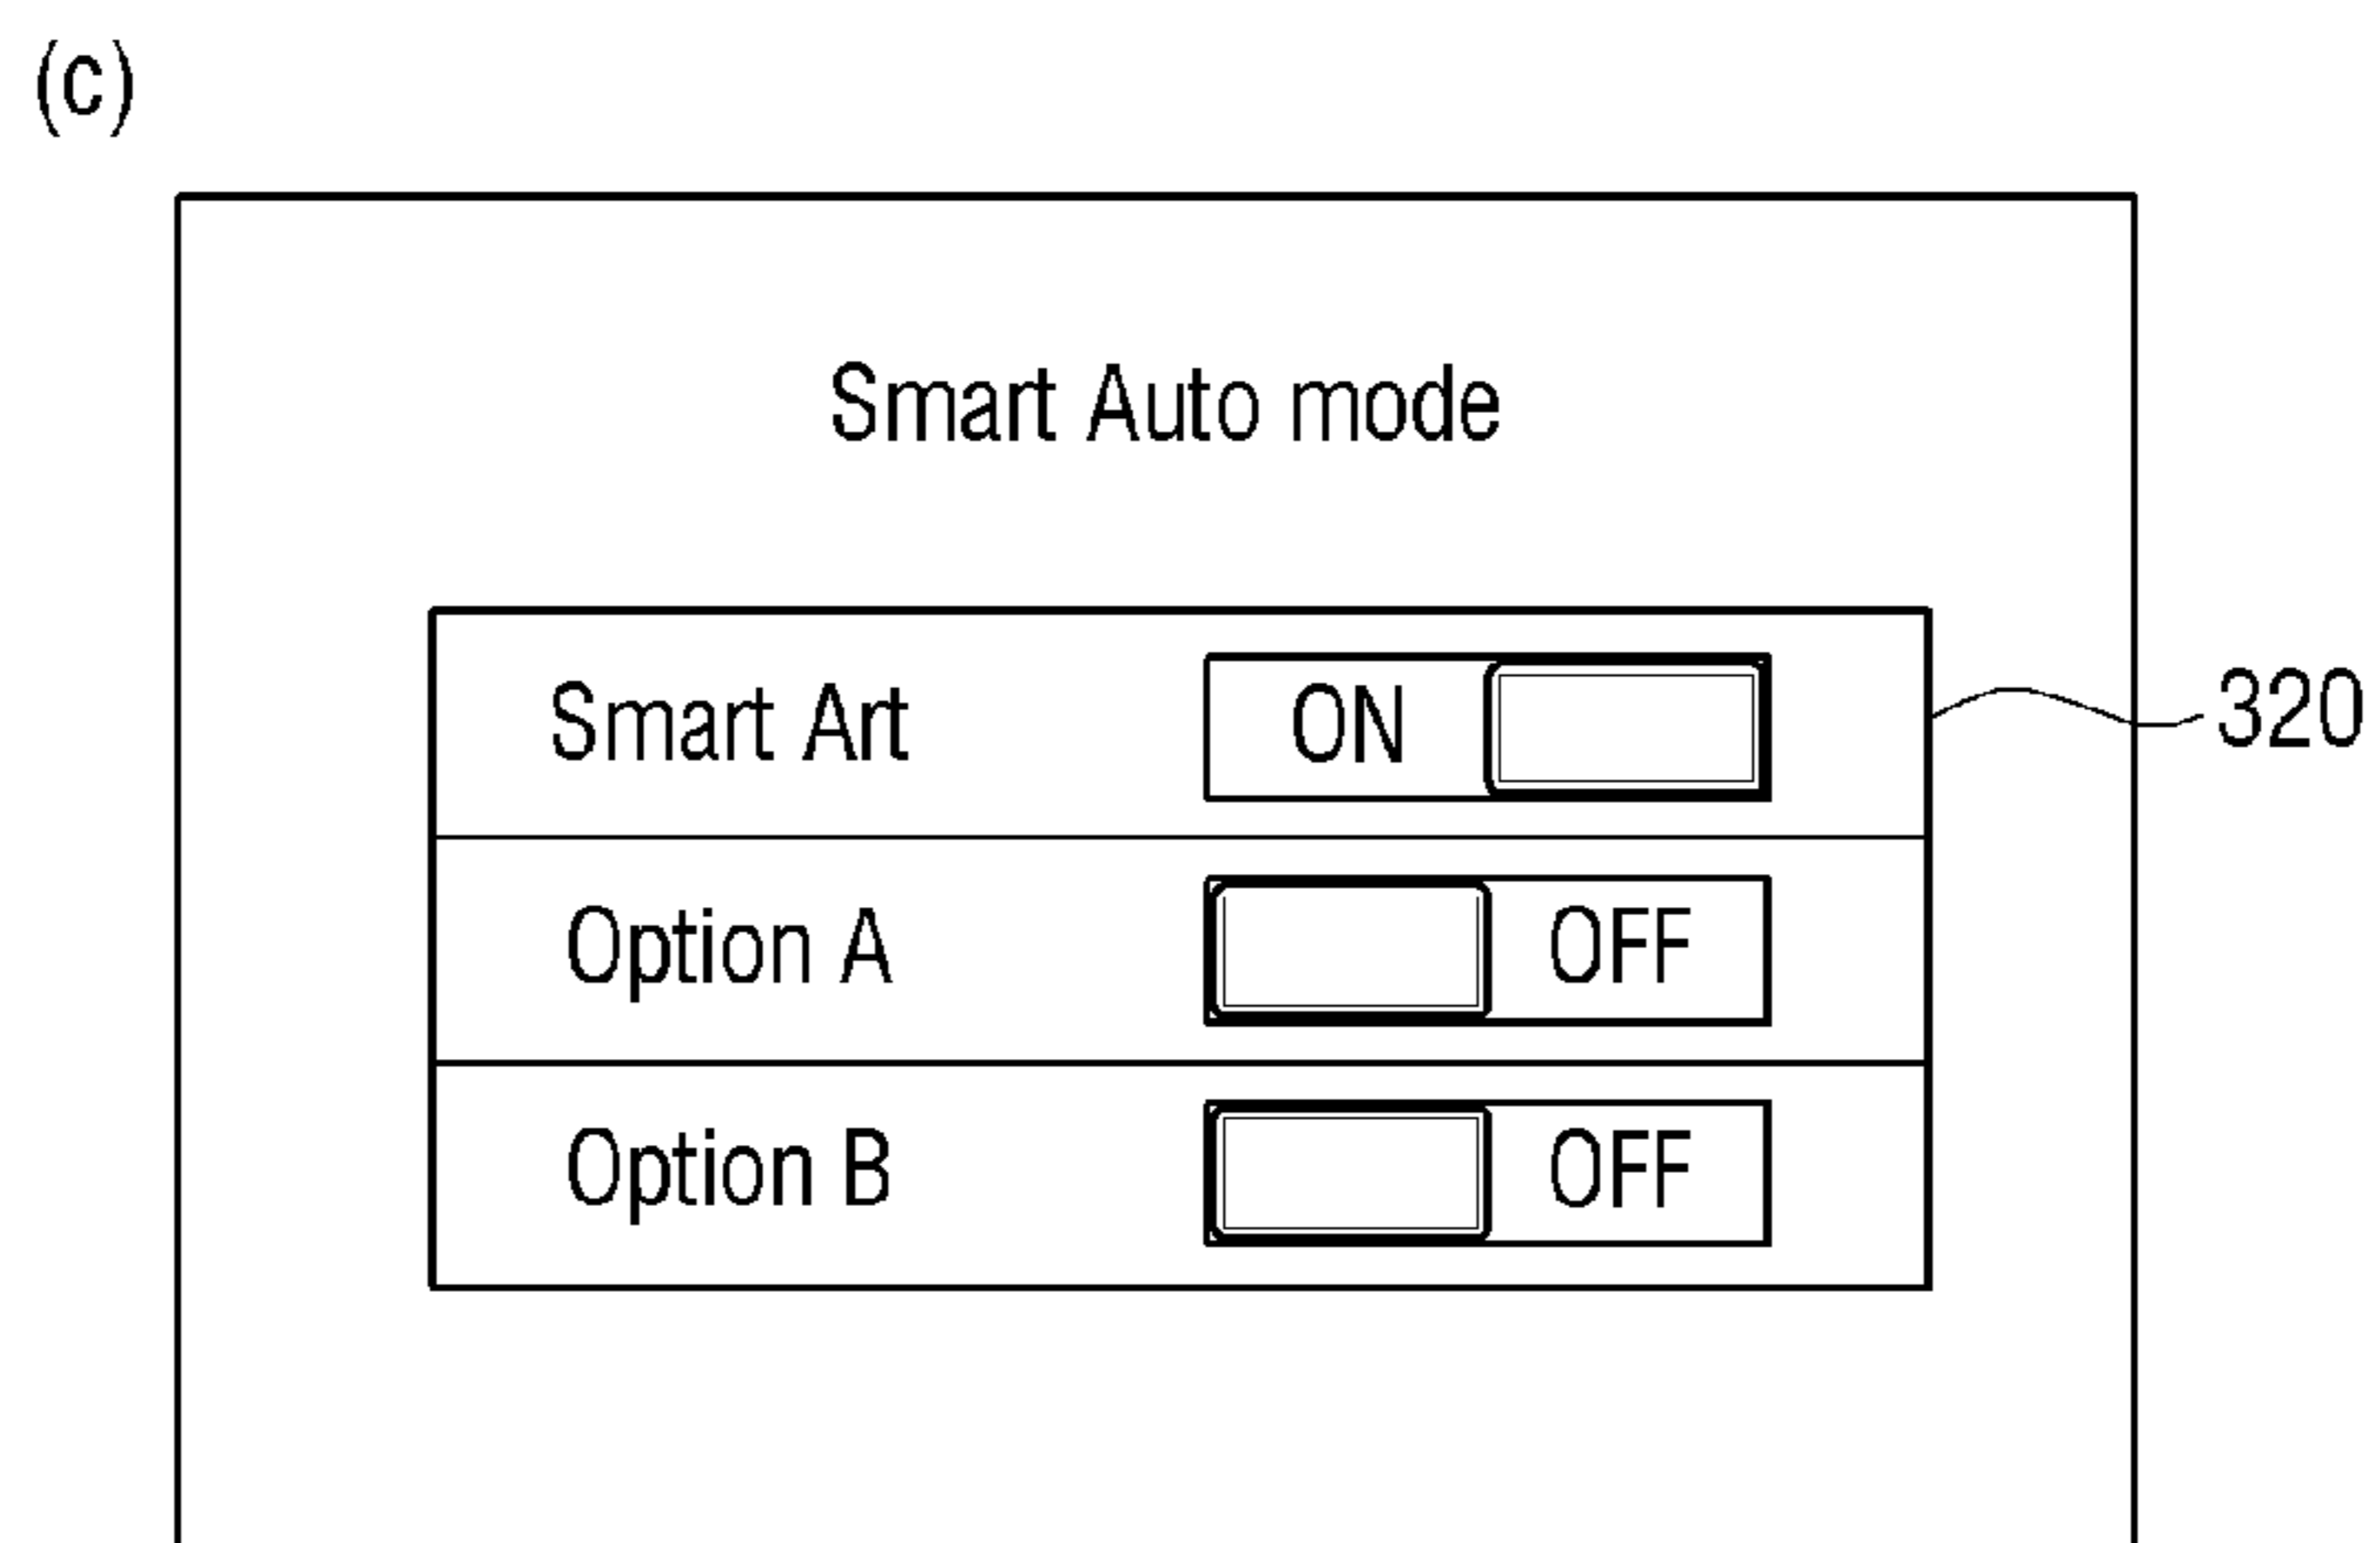 (c)
Smart Auto mode
Smart Art ON
320
Option A OFF
Option B OFF